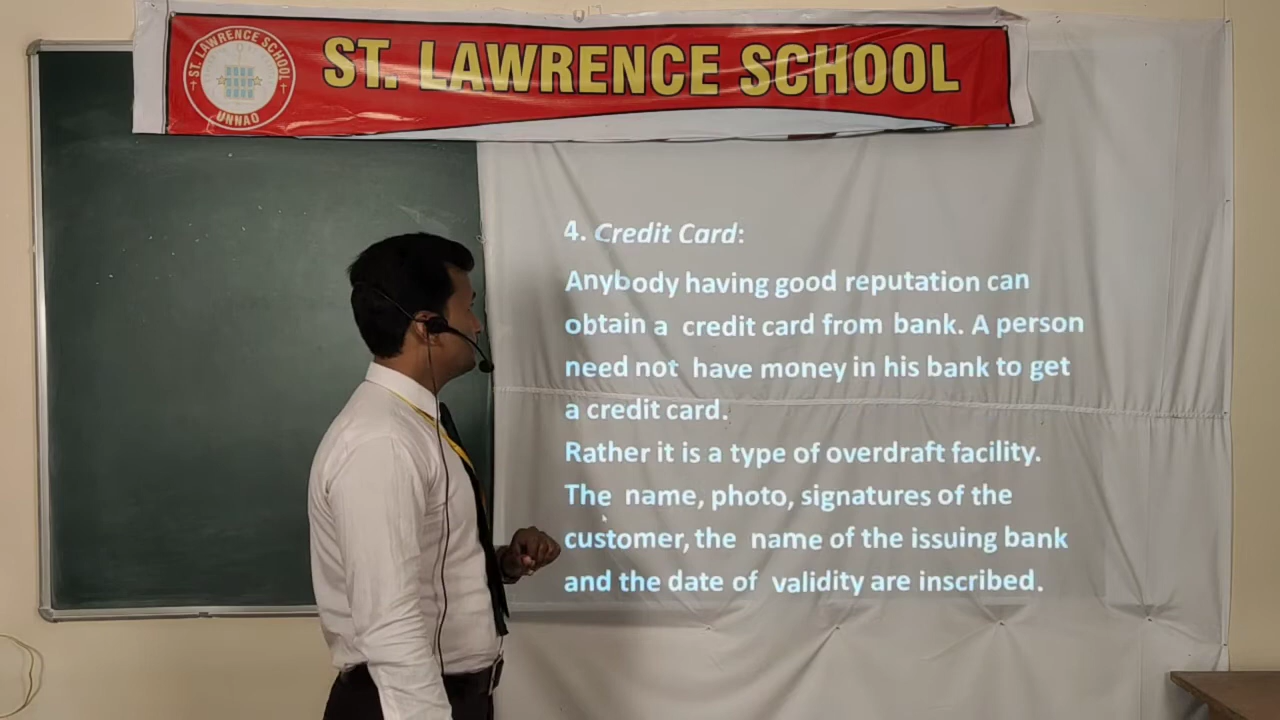 ST. LAWRENCE SCHOOL
UNNAO
ST. LAWRENCE SCHOOL
4. Credit Card:
Anybody having good reputation can
obtain a credit card from bank. A person
need not have money in his bank to get
a credit card.
Rather it is a type of overdraft facility.
The name, photo, signatures of the
customer, the name of the issuing bank
and the date of validity are inscribed.